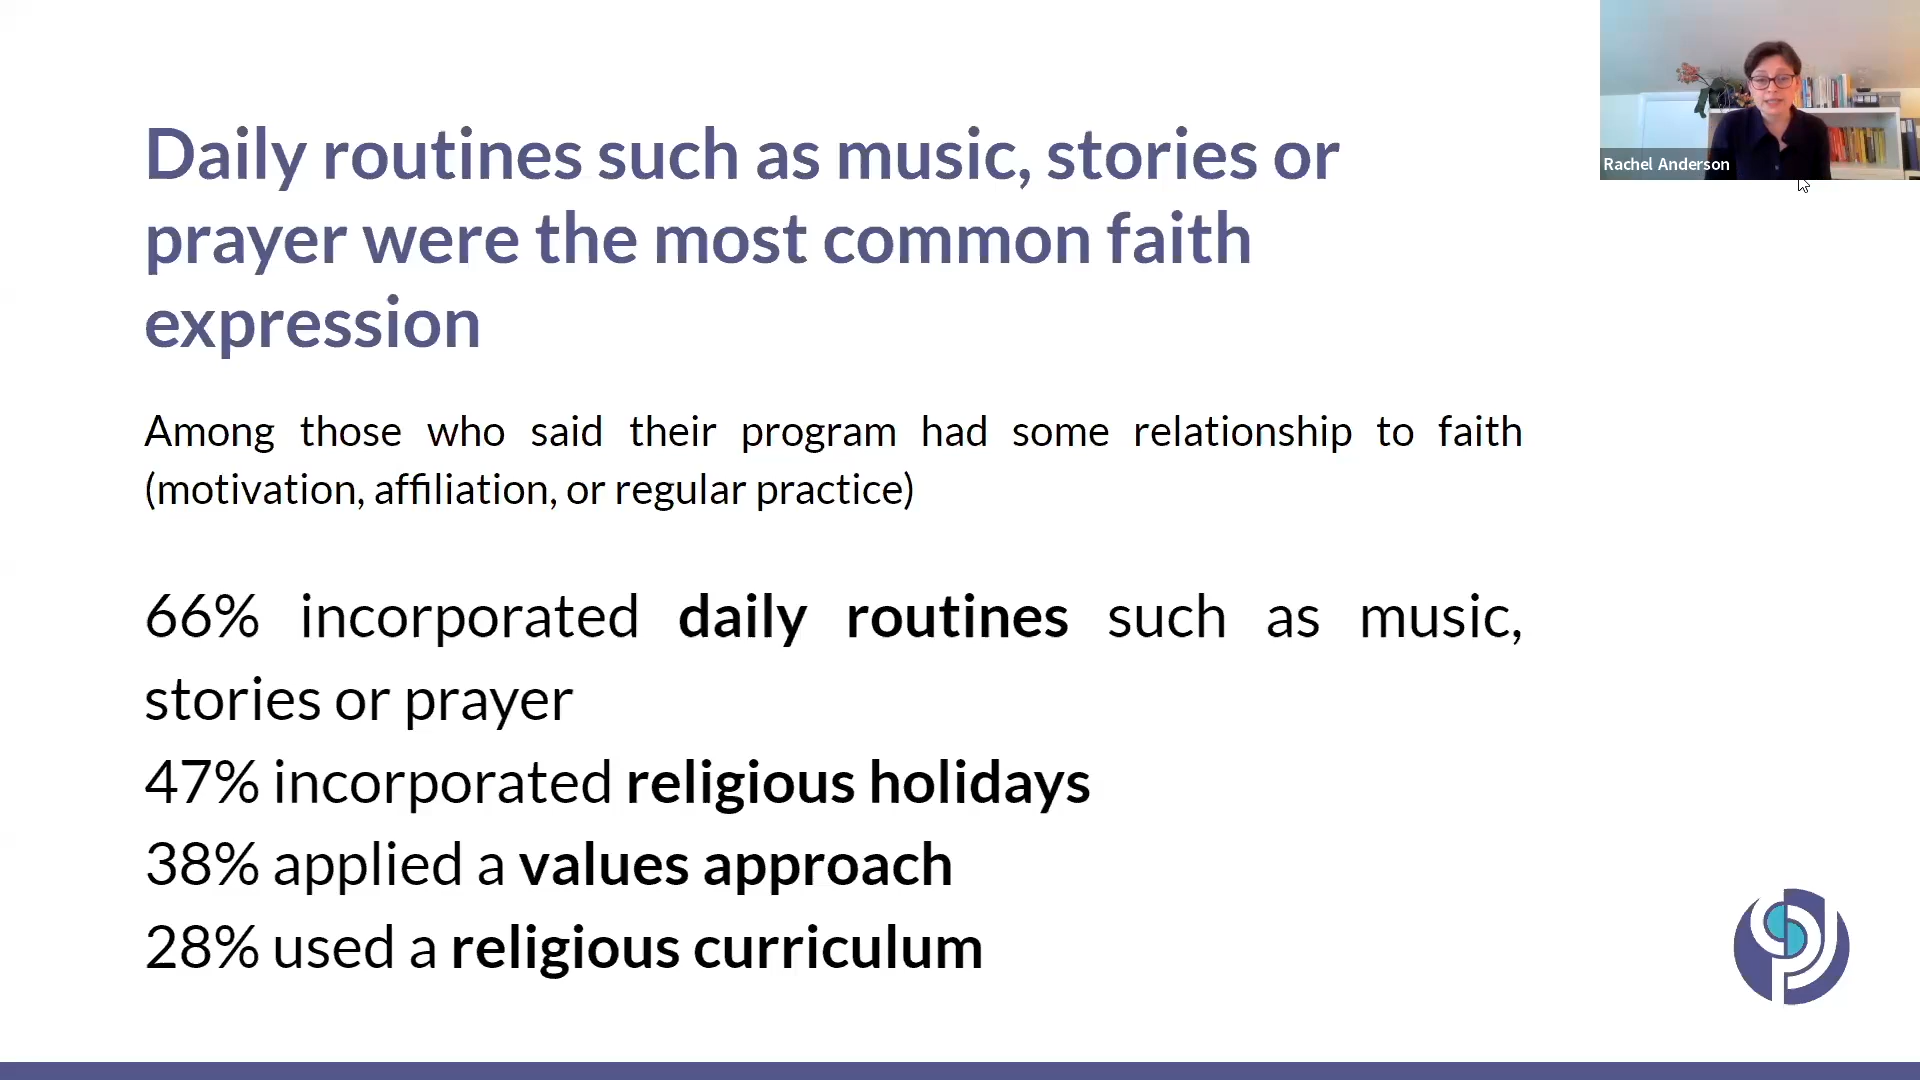 Daily routines such as music, stories or
prayer were the most common faith
expression
Rachel Anderson
Among those who said their program had some relationship to faith
(motivation, affiliation, or regular practice)
66% incorporated daily routines such as music,
stories or prayer
47% incorporated religious holidays
38% applied a values approach
28% used a religious curriculum